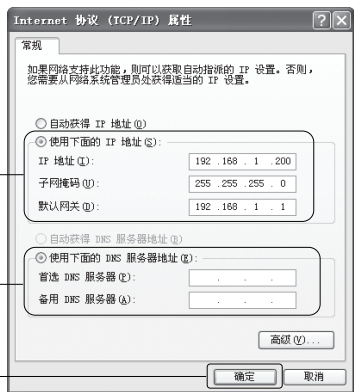 Internet 协议 (TCP/IP) 属性
常规
如果网络支持此功能，则可以获取自动指派的 IP 设置。否则，
您需要从网络系统管理员处获得适当的 IP 设置。
自动获得 IP 地址(O)
使用下面的 IP 地址(S):
IP 地址(I): 192 .168 . 1 .200
子网掩码(U): 255 .255 .255 . 0
默认网关(D): 192 .168 . 1 . 1
自动获得 DNS 服务器地址(B)
使用下面的 DNS 服务器地址(E):
首选 DNS 服务器(P): . . .
备用 DNS 服务器(A): . . .
高级(V)...
确定 取消